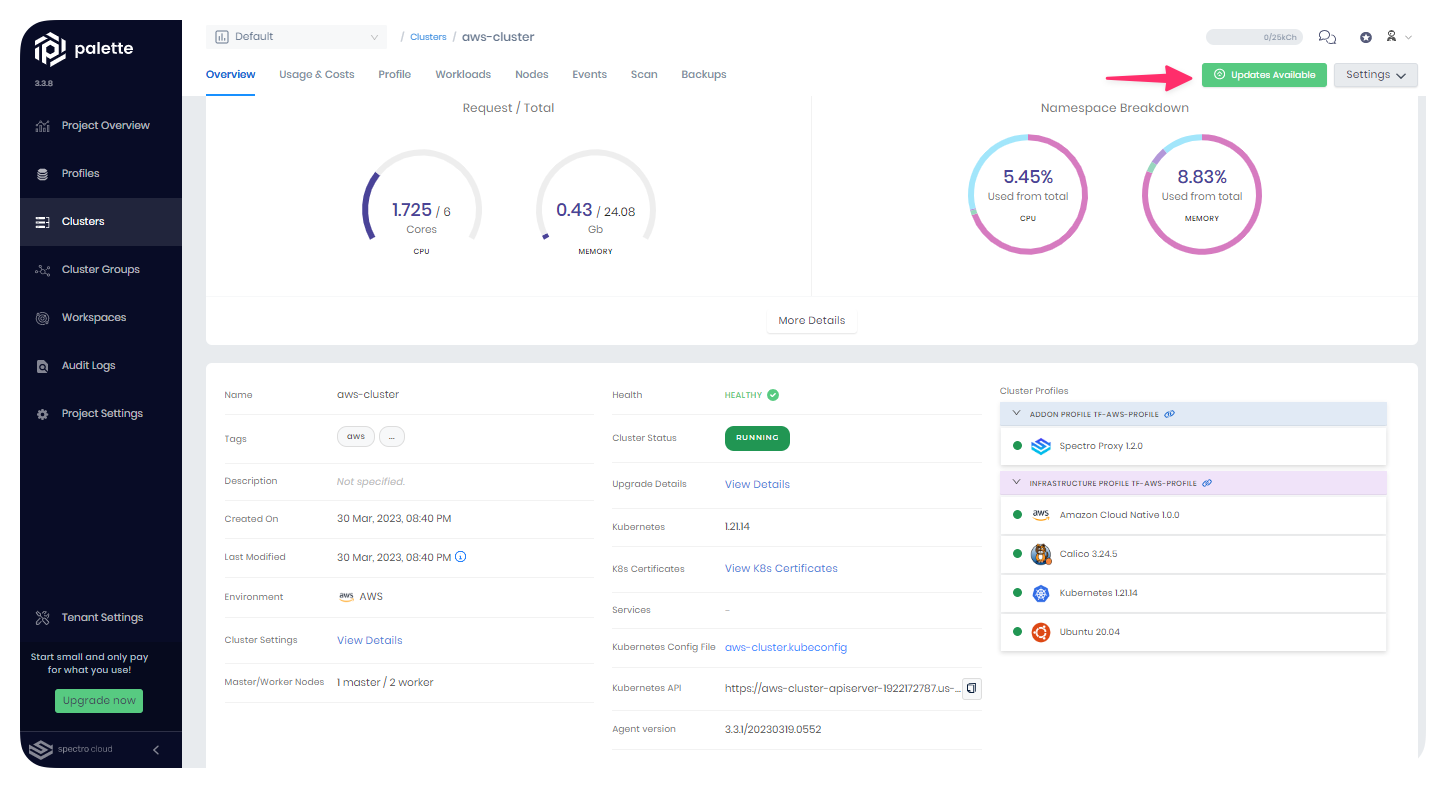 palette
3.3.8
Project Overview
Profiles
Clusters
Cluster Groups
Workspaces
Audit Logs
Project Settings
Tenant Settings
Start small and only pay
for what you use!
Upgrade now
spectro cloud
Default
/ Clusters / aws-cluster
0/25kCh
Overview Usage & Costs Profile Workloads Nodes Events Scan Backups
Updates Available
Settings
Request / Total
1.725 / 6
Cores
CPU
0.43 / 24.08
Gb
MEMORY
Namespace Breakdown
5.45%
Used from total
CPU
8.83%
Used from total
MEMORY
More Details
Name aws-cluster
Tags aws ...
Description Not specified.
Created On 30 Mar, 2023, 08:40 PM
Last Modified 30 Mar, 2023, 08:40 PM
Environment aws AWS
Cluster Settings View Details
Master/Worker Nodes 1 master / 2 worker
Health HEALTHY
Cluster Status RUNNING
Upgrade Details View Details
Kubernetes 1.21.14
K8s Certificates View K8s Certificates
Services -
Kubernetes Config File aws-cluster.kubeconfig
Kubernetes API https://aws-cluster-apiserver-1922172787.us-...
Agent version 3.3.1/20230319.0552
Cluster Profiles
ADDON PROFILE TF-AWS-PROFILE
Spectro Proxy 1.2.0
INFRASTRUCTURE PROFILE TF-AWS-PROFILE
aws Amazon Cloud Native 1.0.0
Calico 3.24.5
Kubernetes 1.21.14
Ubuntu 20.04